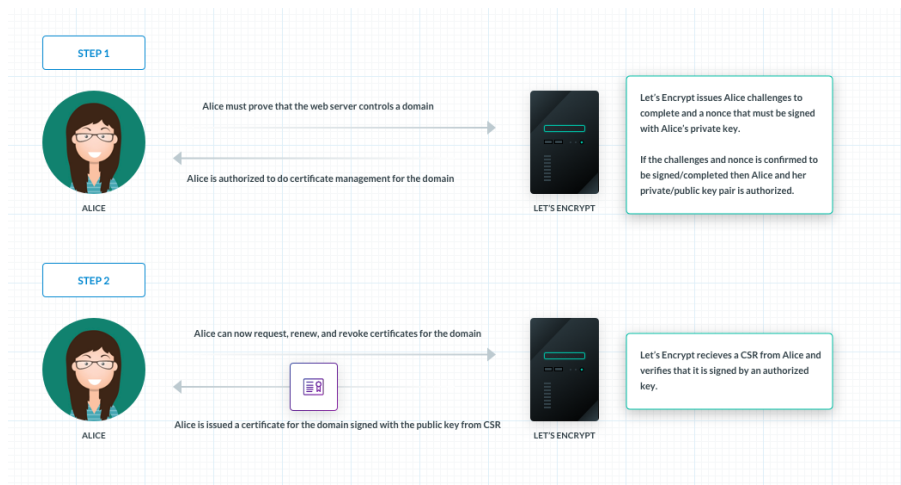 STEP 1
Alice must prove that the web server controls a domain
Alice is authorized to do certificate management for the domain
ALICE
LET'S ENCRYPT
Let's Encrypt issues Alice challenges to
complete and a nonce that must be signed
with Alice's private key.
If the challenges and nonce is confirmed to
be signed/completed then Alice and her
private/public key pair is authorized.
STEP 2
Alice can now request, renew, and revoke certificates for the domain
Alice is issued a certificate for the domain signed with the public key from CSR
ALICE
LET'S ENCRYPT
Let's Encrypt recieves a CSR from Alice and
verifies that it is signed by an authorized
key.